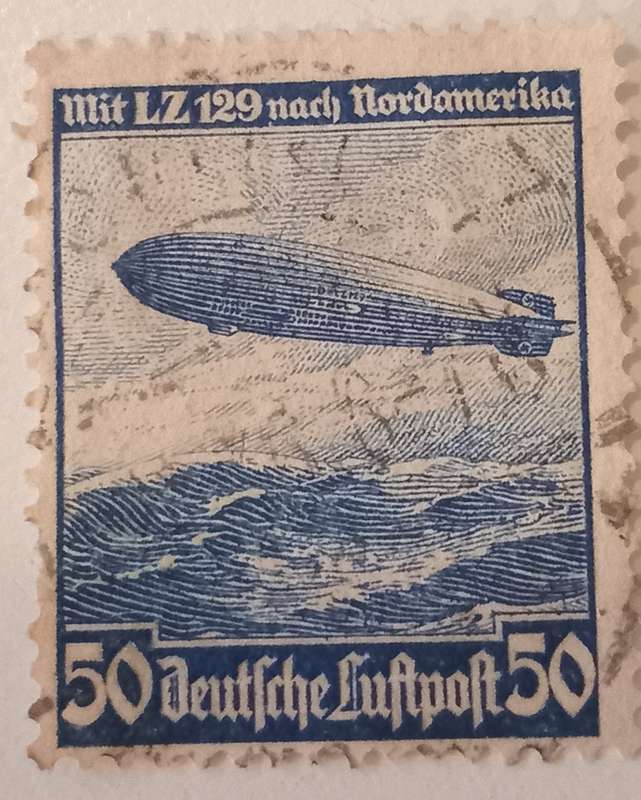 Mit LZ 129 nach Nordamerika
50 Deutsche Luftpost 50